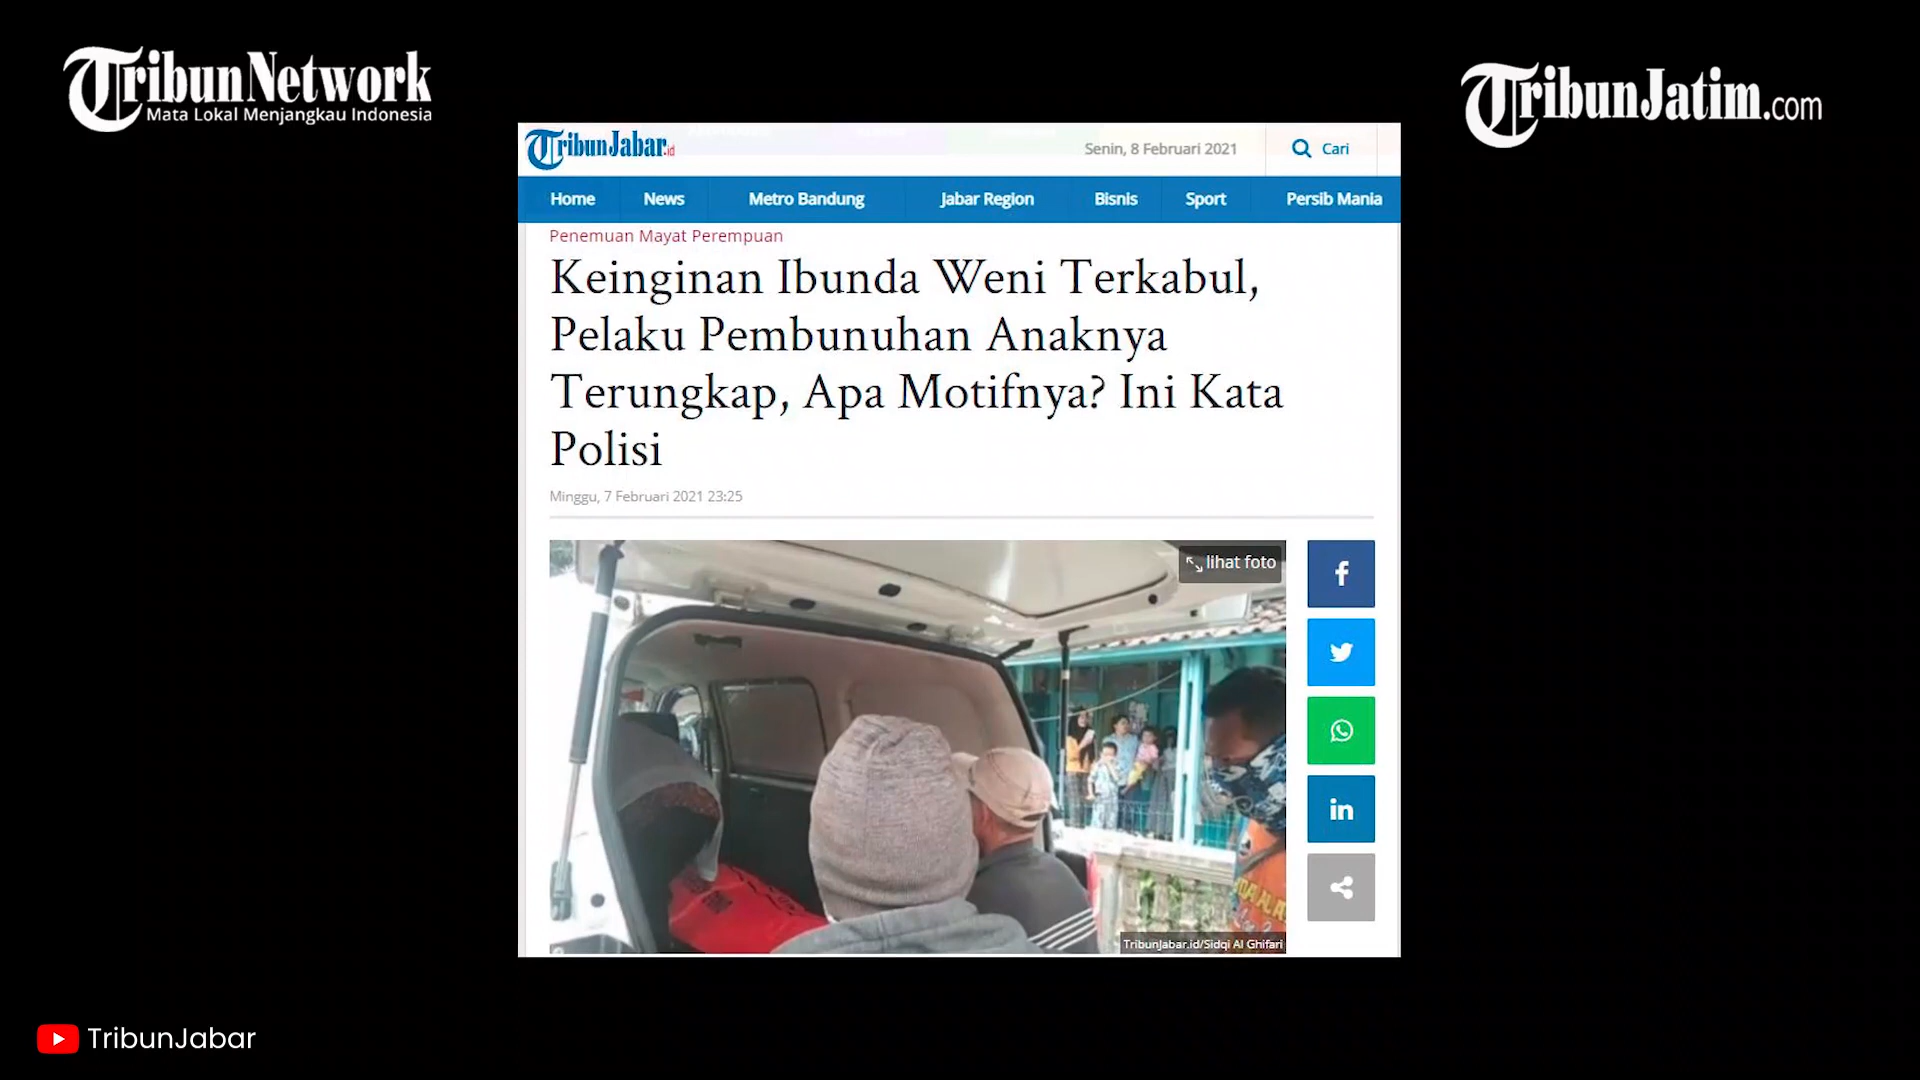 TribunNetwork
Mata Lokal Menjangkau Indonesia
TribunJatim.com
TribunJabar.id
Senin, 8 Februari 2021
Cari
Home News Metro Bandung Jabar Region Bisnis Sport Persib Mania
Penemuan Mayat Perempuan
Keinginan Ibunda Weni Terkabul,
Pelaku Pembunuhan Anaknya
Terungkap, Apa Motifnya? Ini Kata
Polisi
Minggu, 7 Februari 2021 23:25
lihat foto
TribunJabar.id/Sidqi Al Ghifari
TribunJabar